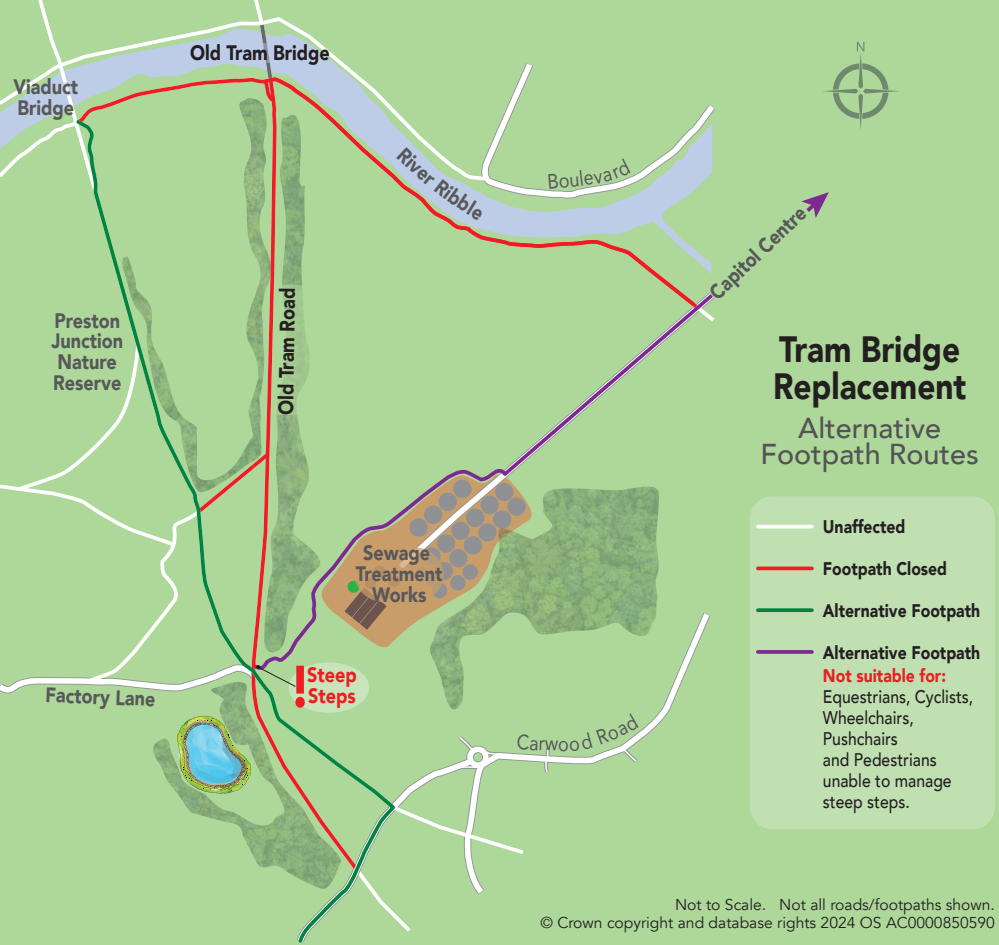 N
Old Tram Bridge
Viaduct
Bridge
River Ribble
Boulevard
Capitol Centre
Preston
Junction
Nature
Reserve
Old Tram Road
Tram Bridge
Replacement
Alternative
Footpath Routes
Unaffected
Footpath Closed
Alternative Footpath
Alternative Footpath
Not suitable for:
Equestrians, Cyclists,
Wheelchairs,
Pushchairs
and Pedestrians
unable to manage
steep steps.
Sewage
Treatment
Works
! Steep
Steps
Factory Lane
Carwood Road
Not to Scale. Not all roads/footpaths shown.
© Crown copyright and database rights 2024 OS AC0000850590